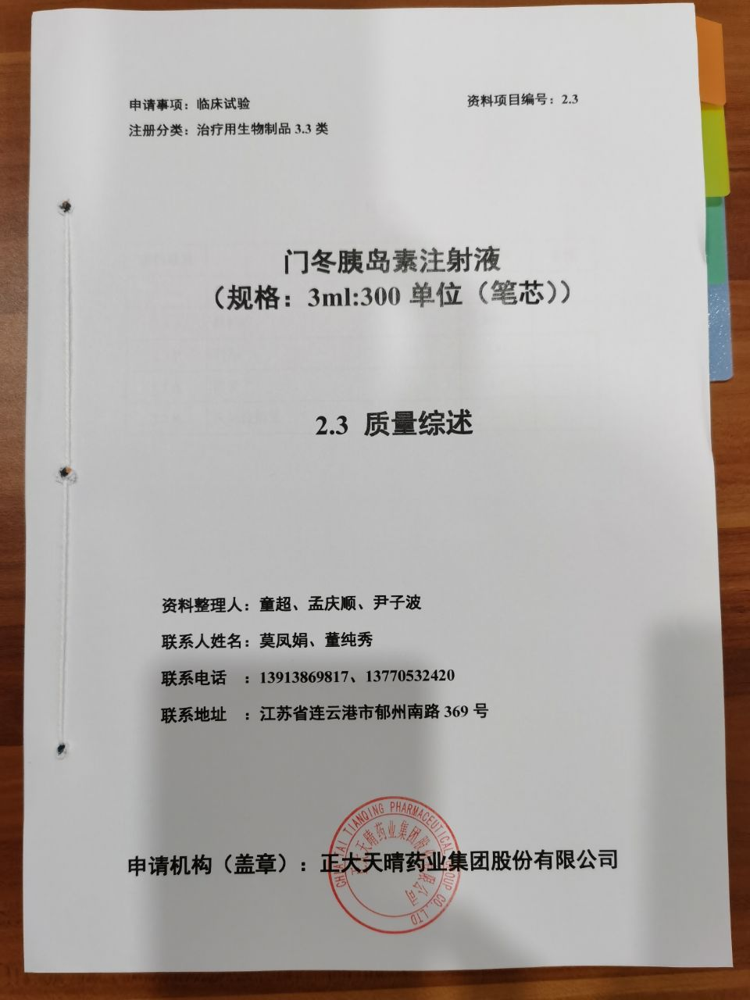 申请事项：临床试验
资料项目编号：2.3
注册分类：治疗用生物制品 3.3 类
门冬胰岛素注射液
（规格：3ml:300 单位（笔芯））
2.3 质量综述
资料整理人：童超、孟庆顺、尹子波
联系人姓名：莫凤娟、董纯秀
联系电话 ：13913869817、13770532420
联系地址 ：江苏省连云港市郁州南路 369 号
申请机构（盖章）：正大天晴药业集团股份有限公司
CHIA TAI TIANQING PHARMACEUTICAL GROUP CO.,LTD
正大天晴药业集团股份有限公司